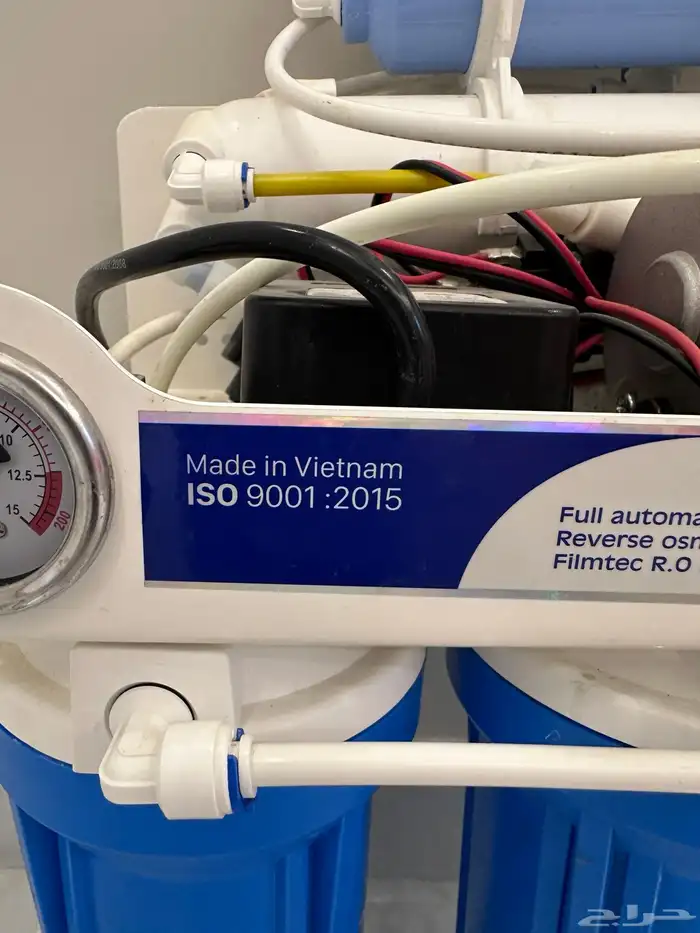 10
12.5
15
200
Made in Vietnam
ISO 9001:2015
Full automa
Reverse osm
Filmtec R.O
حراج